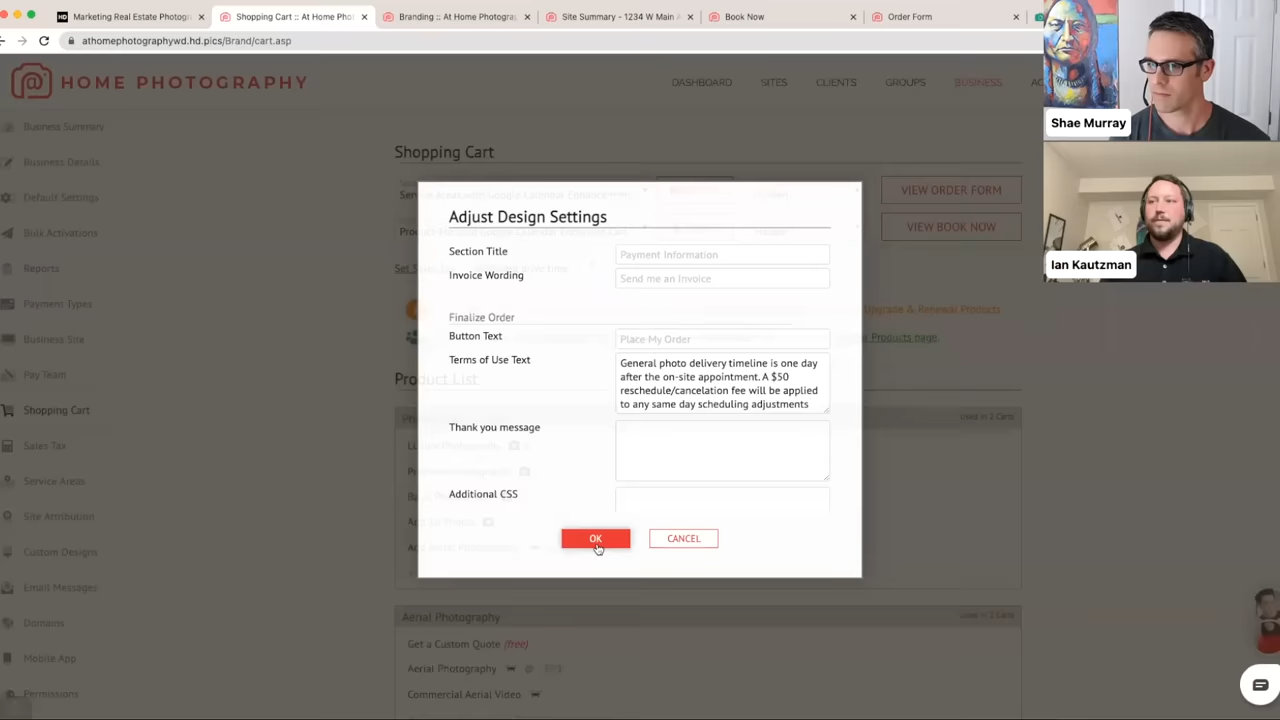 Marketing Real Estate Photogr
Shopping Cart :: At Home Phot
Branding :: At Home Photograp
Site Summary - 1234 W Main A
Book Now
Order Form
athomephotographywd.hd.pics/Brand/cart.asp
HOME PHOTOGRAPHY
DASHBOARD
SITES
CLIENTS
GROUPS
BUSINESS
Shae Murray
Ian Kautzman
Business Summary
Business Details
Default Settings
Bulk Activations
Reports
Payment Types
Business Site
Pay Team
Shopping Cart
Sales Tax
Service Areas
Site Attribution
Custom Designs
Email Messages
Domains
Mobile App
Permissions
Shopping Cart
VIEW ORDER FORM
VIEW BOOK NOW
Upgrade & Renewal Products
Products page.
Product List
Used in 2 Carts
Adjust Design Settings
Section Title
Payment Information
Invoice Wording
Send me an Invoice
Finalize Order
Button Text
Place My Order
Terms of Use Text
General photo delivery timeline is one day
after the on-site appointment. A $50
reschedule/cancelation fee will be applied
to any same day scheduling adjustments
Thank you message
Additional CSS
OK
CANCEL
Aerial Photography
Used in 2 Carts
Get a Custom Quote (free)
Aerial Photography
Commercial Aerial Video